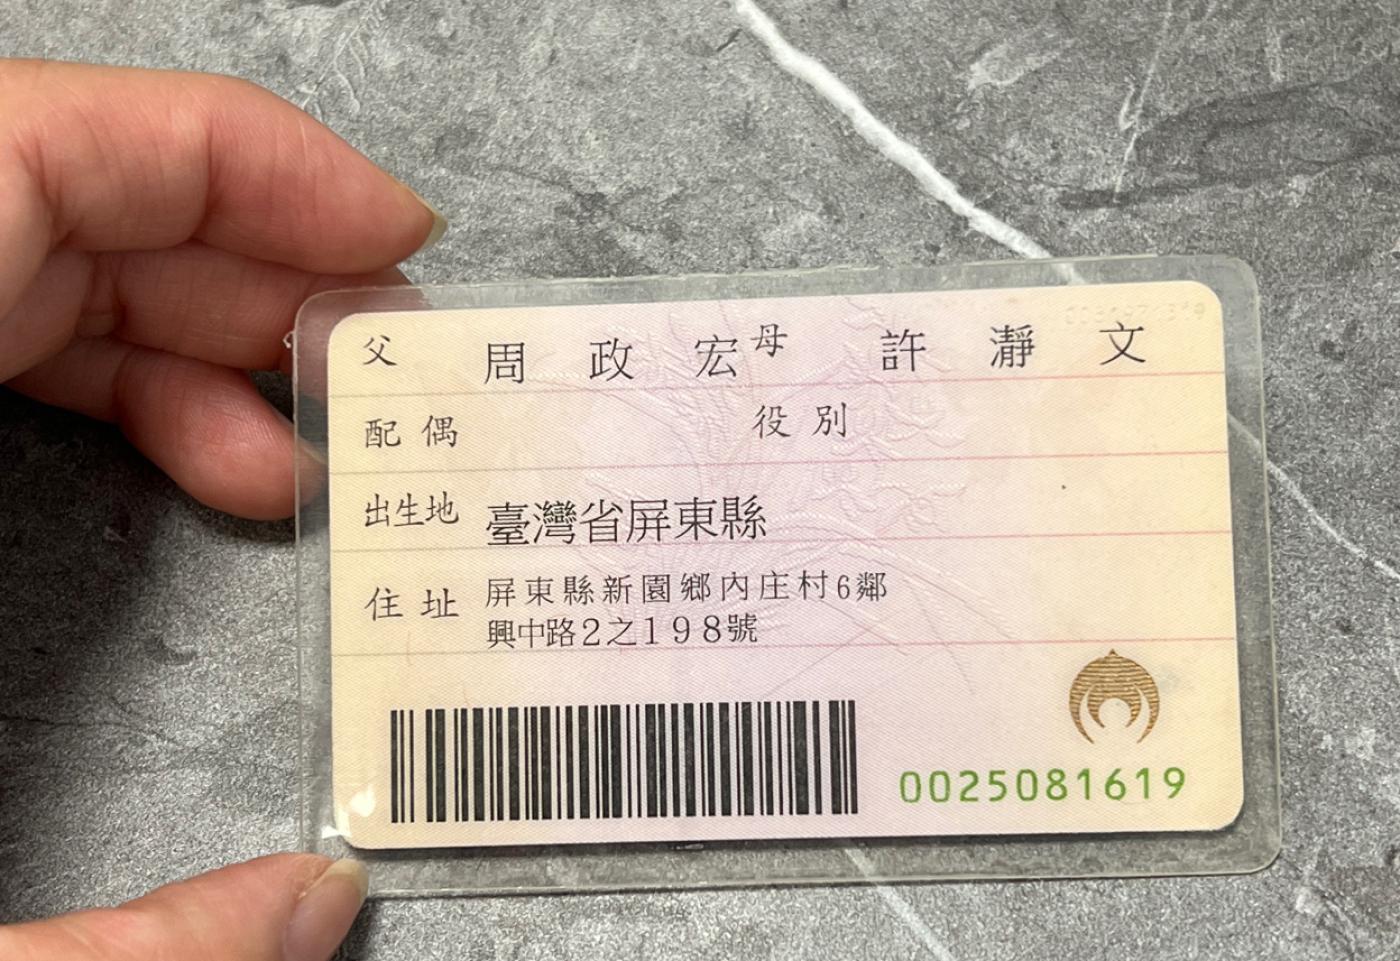 父 周政宏 母 許瀞文
配偶 役別
出生地 臺灣省屏東縣
住址 屏東縣新園鄉內庄村6鄰
興中路2之198號
0025081619